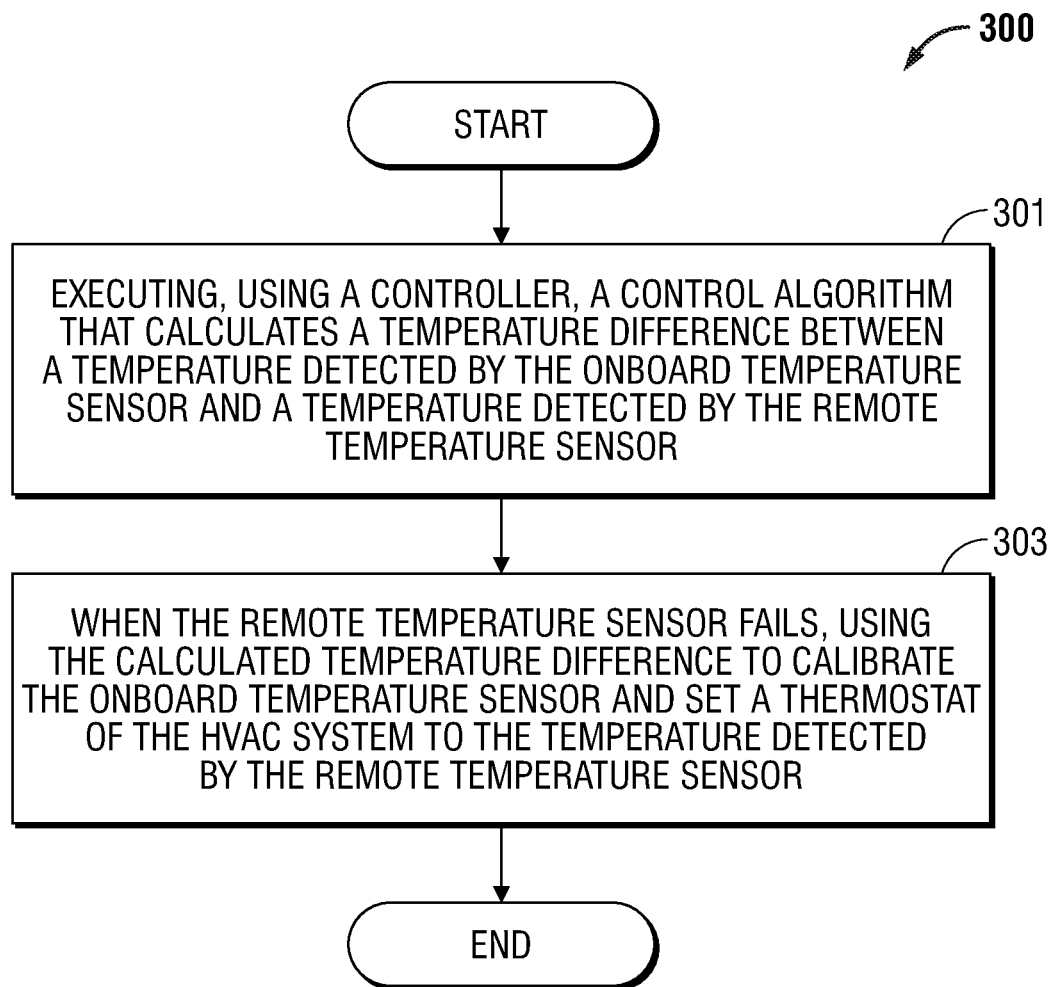 300
START
301
EXECUTING, USING A CONTROLLER, A CONTROL ALGORITHM
THAT CALCULATES A TEMPERATURE DIFFERENCE BETWEEN
A TEMPERATURE DETECTED BY THE ONBOARD TEMPERATURE
SENSOR AND A TEMPERATURE DETECTED BY THE REMOTE
TEMPERATURE SENSOR
303
WHEN THE REMOTE TEMPERATURE SENSOR FAILS, USING
THE CALCULATED TEMPERATURE DIFFERENCE TO CALIBRATE
THE ONBOARD TEMPERATURE SENSOR AND SET A THERMOSTAT
OF THE HVAC SYSTEM TO THE TEMPERATURE DETECTED
BY THE REMOTE TEMPERATURE SENSOR
END